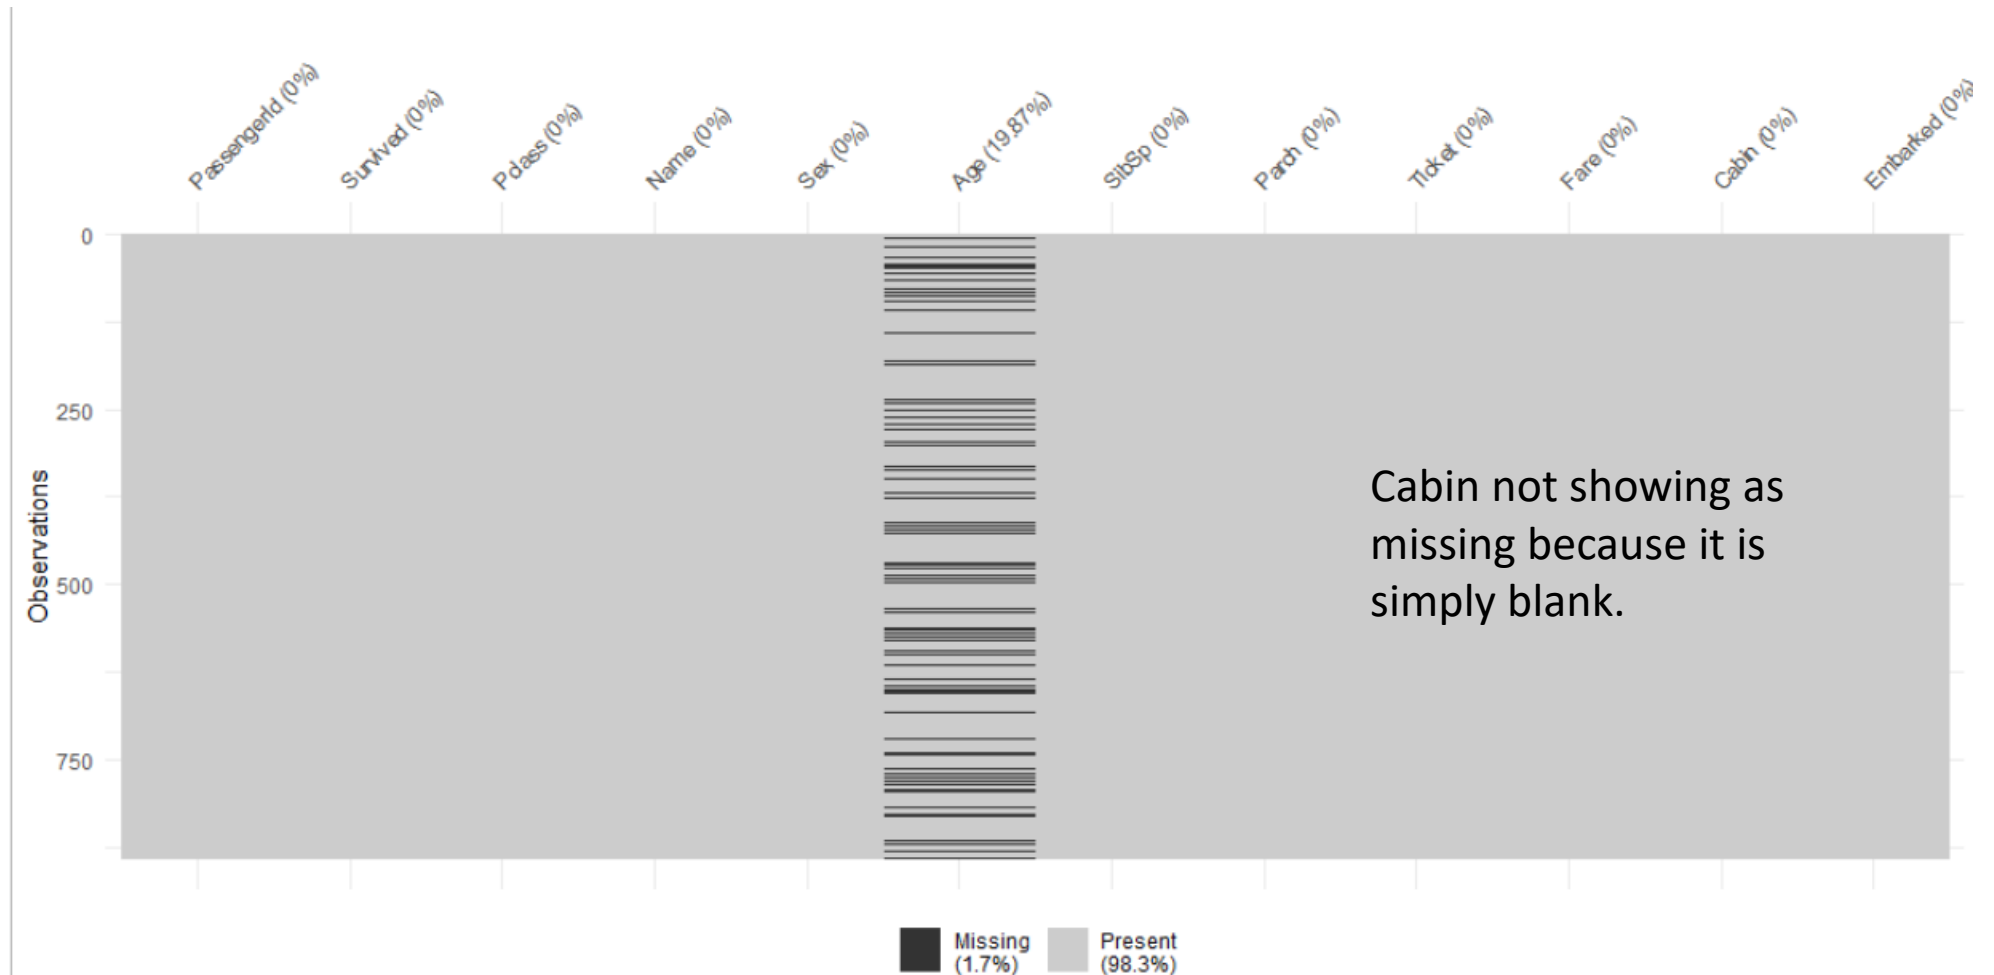 PassengerId (0%)
Survived (0%)
Pclass (0%)
Name (0%)
Sex (0%)
Age (19.87%)
SibSp (0%)
Parch (0%)
Ticket (0%)
Fare (0%)
Cabin (0%)
Embarked (0%
0
250
500
750
Observations
Cabin not showing as
missing because it is
simply blank.
Missing
(1.7%)
Present
(98.3%)